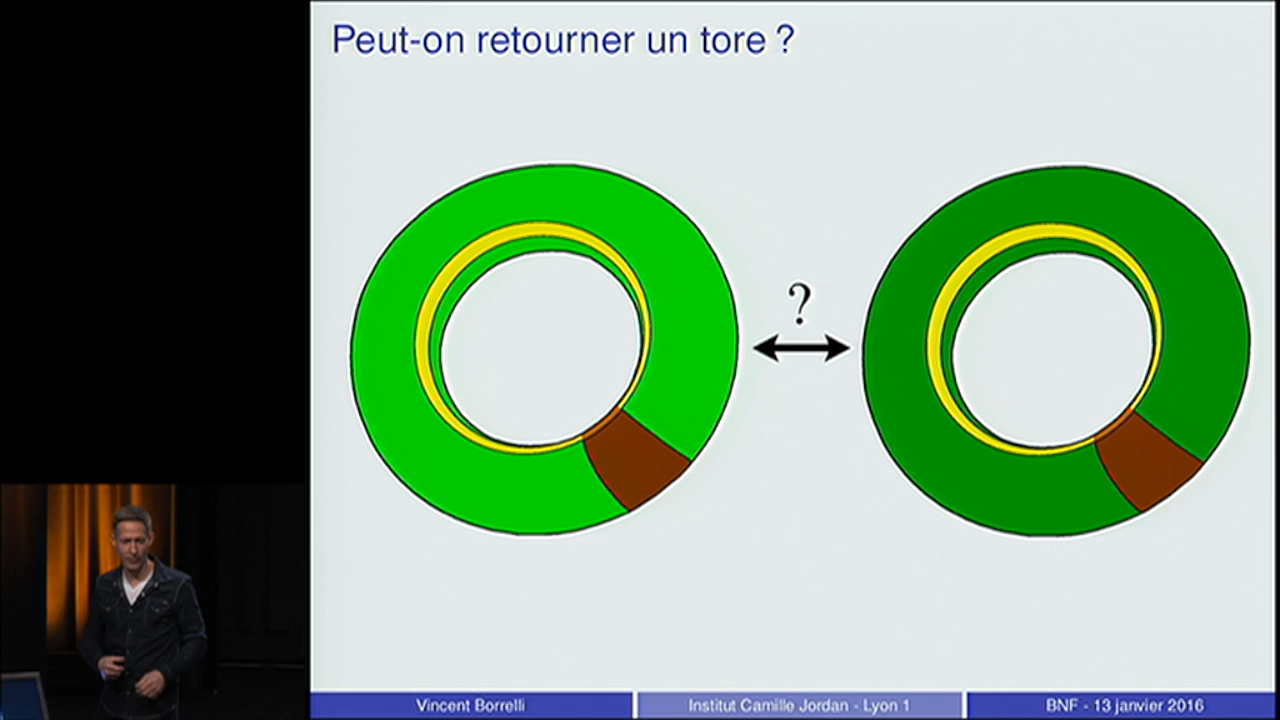 Peut-on retourner un tore ?
?
Vincent Borrelli
Institut Camille Jordan - Lyon 1
BNF - 13 janvier 2016